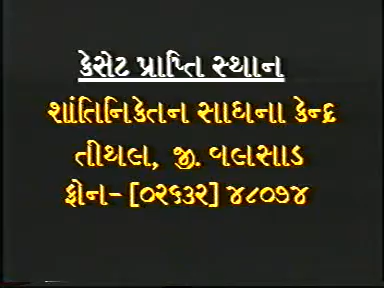 કેસેટ પ્રાપ્તિ સ્થાન
શાંતિનિકેતન સાધના કેન્દ્ર
તીથલ, જી. વલસાડ
ફોન- [૦૨૬૩૨] ૪૮૦૭૪